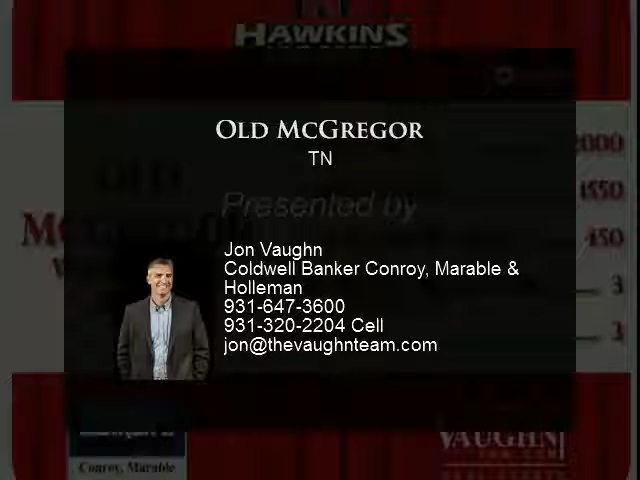 HAWKINS
OLD MCGREGOR
TN
2000
Presented by
1550
450
Jon Vaughn
Coldwell Banker Conroy, Marable &
Holleman
931-647-3600
931-320-2204 Cell
jon@thevaughnteam.com
3
3
VAUGHN
Conroy, Marable